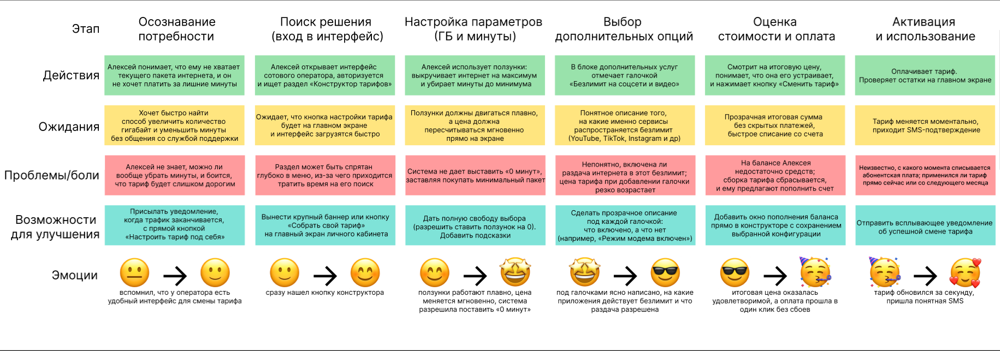 Этап
Осознавание
потребности
Поиск решения
(вход в интерфейс)
Настройка параметров
(ГБ и минуты)
Выбор
дополнительных опций
Оценка
стоимости и оплата
Активация
и использование
Действия
Алексей понимает, что ему не хватает
текущего пакета интернета, и он
не хочет платить за лишние минуты
Алексей открывает интерфейс
сотового оператора, авторизуется
и ищет раздел «Конструктор тарифов»
Алексей использует ползунки:
выкручивает интернет на максимум
и убирает минуты до минимума
В блоке дополнительных услуг
отмечает галочкой
«Безлимит на соцсети и видео»
Смотрит на итоговую цену,
понимает, что она его устраивает,
и нажимает кнопку «Сменить тариф»
Оплачивает тариф.
Проверяет остатки на главном экране
Ожидания
Хочет быстро найти
способ увеличить количество
гигабайт и уменьшить минуты
без общения со службой поддержки
Ожидает, что кнопка настройки тарифа
будет на главном экране
и интерфейс загрузятся быстро
Ползунки должны двигаться плавно,
а цена должна
пересчитываться мгновенно
прямо на экране
Понятное описание того,
на какие именно сервисы
распространяется безлимит
(YouTube, TikTok, Instagram и др)
Прозрачная итоговая сумма
без скрытых платежей,
быстрое списание со счета
Тариф меняется моментально,
приходит SMS-подтверждение
Проблемы/боли
Алексей не знает, можно ли
вообще убрать минуты, и боится,
что тариф будет слишком дорогим
Раздел может быть спрятан
глубоко в меню, из-за чего приходится
тратить время на его поиск
Система не дает выставить «0 минут»,
заставляя покупать минимальный пакет
Непонятно, включена ли
раздача интернета в этот безлимит;
цена тарифа при добавлении галочки
резко возрастает
На балансе Алексея
недостаточно средств;
сборка тарифа сбрасывается,
и ему предлагают пополнить счет
Неизвестно, с какого момента списывается
абонентская плата; применился ли тариф
прямо сейчас или со следующего месяца
Возможности
для улучшения
Присылать уведомление,
когда трафик заканчивается,
с прямой кнопкой
«Настроить тариф под себя»
Вынести крупный баннер или кнопку
«Собрать свой тариф»
на главный экран личного кабинета
Дать полную свободу выбора
(разрешить ставить ползунок на 0).
Добавить подсказки
Сделать прозрачное описание
под каждой галочкой:
что включено, а что нет
(например, «Режим модема включен»)
Добавить окно пополнения баланса
прямо в конструкторе с сохранением
выбранной конфигурации
Отправить всплывающее уведомление
об успешной смене тарифа
Эмоции
вспомнил, что у оператора есть
удобный интерфейс для смены тарифа
сразу нашел кнопку конструктора
ползунки работают плавно, цена
меняется мгновенно, система
разрешила поставить «0 минут»
под галочками ясно написано, на какие
приложения действует безлимит и что
раздача разрешена
итоговая цена оказалась
удовлетворимой, а оплата прошла в
один клик без сбоев
тариф обновился за секунду,
пришла понятная SMS